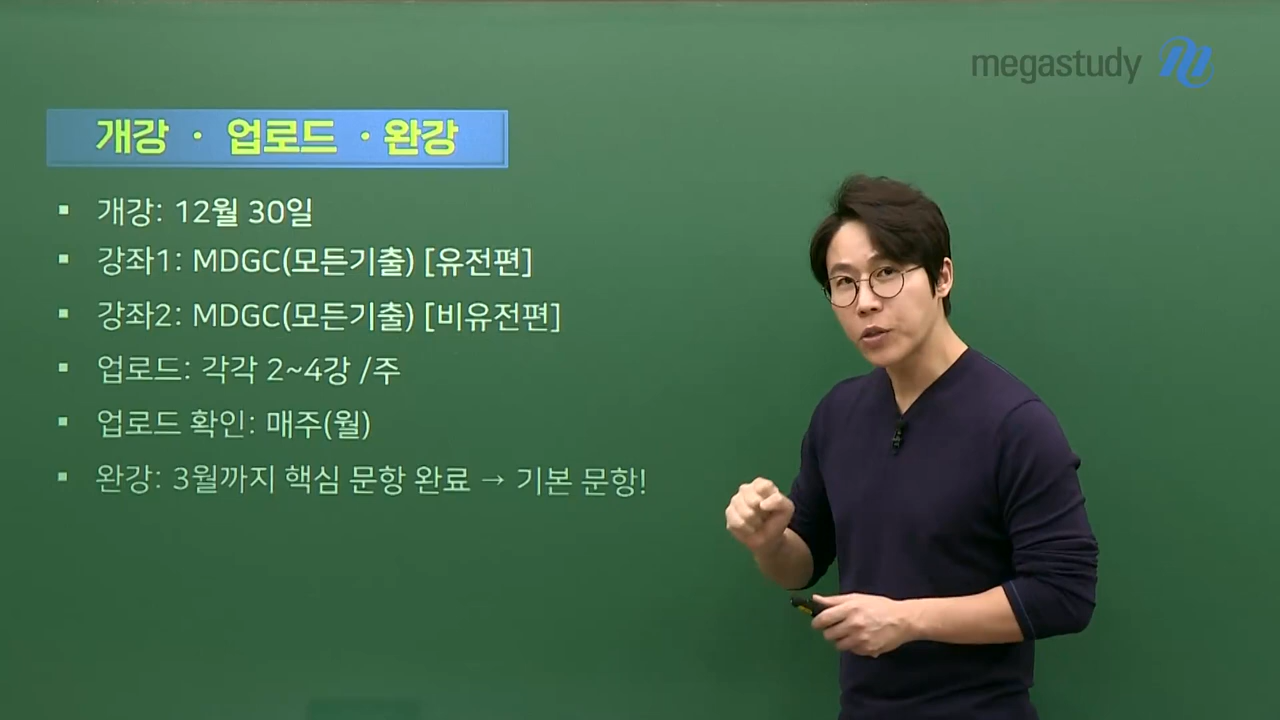 megastudy
개강 · 업로드 · 완강
▪ 개강: 12월 30일
▪ 강좌1: MDGC(모든기출) [유전편]
▪ 강좌2: MDGC(모든기출) [비유전편]
▪ 업로드: 각각 2~4강 /주
▪ 업로드 확인: 매주(월)
▪ 완강: 3월까지 핵심 문항 완료 → 기본 문항!